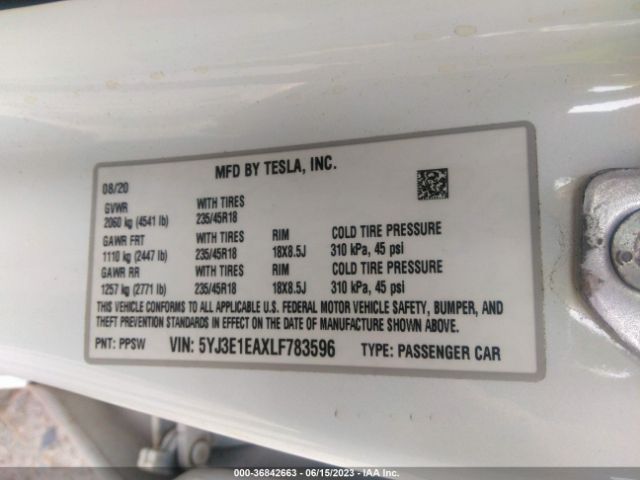 MFD BY TESLA, INC.
08/20
GVWR WITH TIRES
2060 kg (4541 lb) 235/45R18
GAWR FRT WITH TIRES RIM COLD TIRE PRESSURE
1110 kg (2447 lb) 235/45R18 18X8.5J 310 kPa, 45 psi
GAWR RR WITH TIRES RIM COLD TIRE PRESSURE
1257 kg (2771 lb) 235/45R18 18X8.5J 310 kPa, 45 psi
THIS VEHICLE CONFORMS TO ALL APPLICABLE U.S. FEDERAL MOTOR VEHICLE SAFETY, BUMPER, AND
THEFT PREVENTION STANDARDS IN EFFECT ON THE DATE OF MANUFACTURE SHOWN ABOVE.
PNT: PPSW VIN: 5YJ3E1EAXLF783596 TYPE: PASSENGER CAR
000-36842663 - 06/15/2023 - IAA Inc.